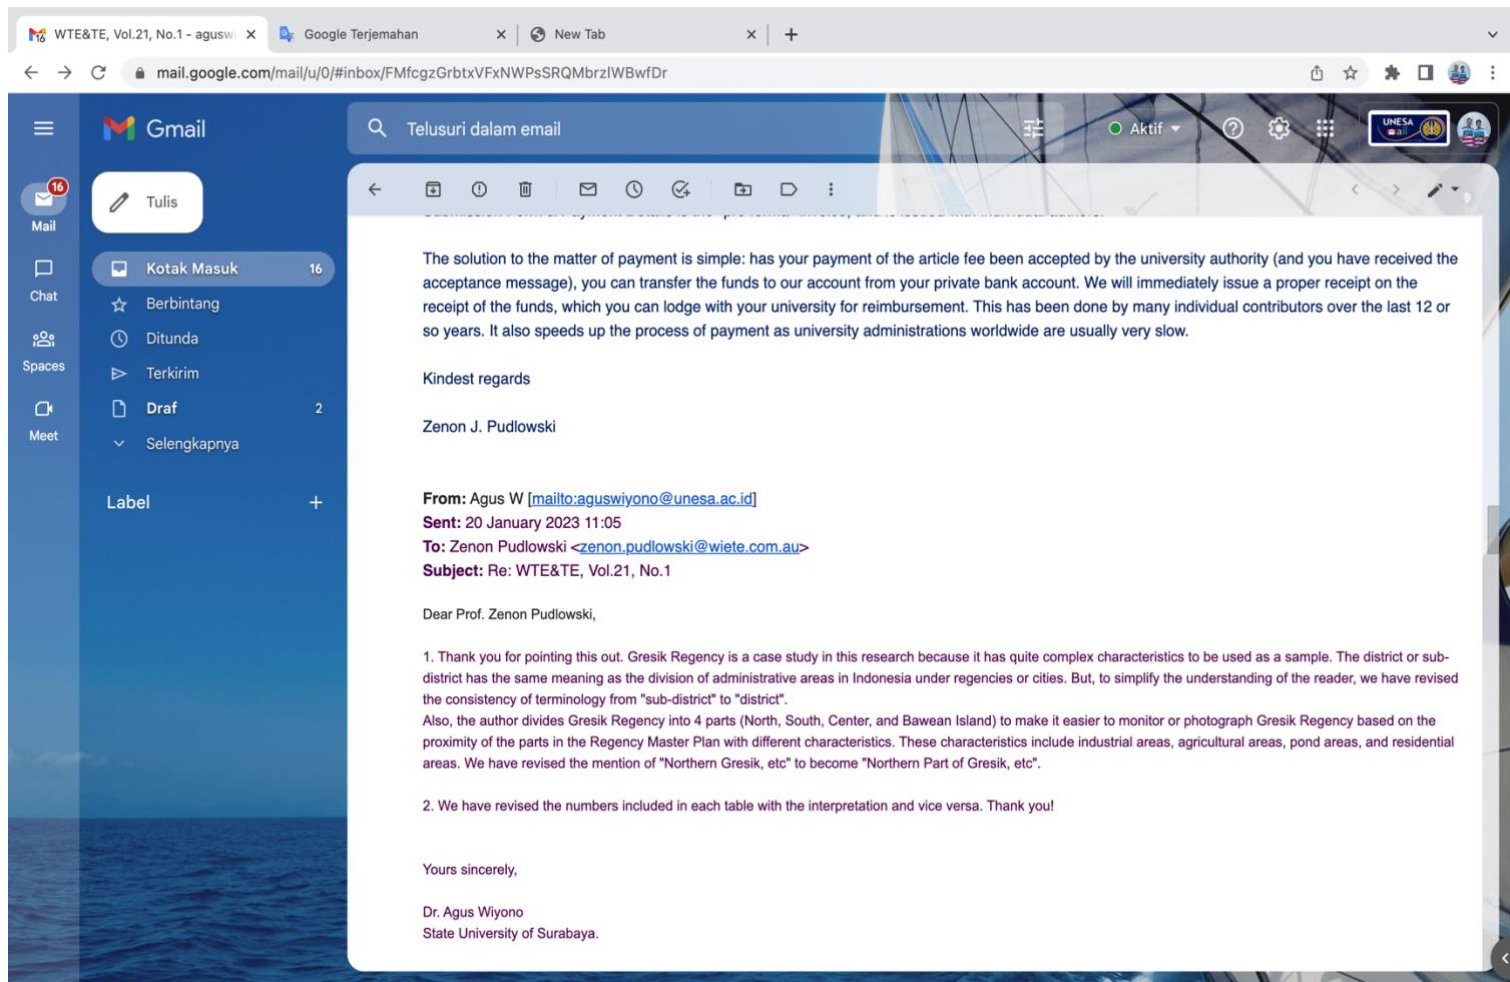 WTE&TE, Vol.21, No.1 - agusw
Google Terjemahan
New Tab
mail.google.com/mail/u/0/#inbox/FMfcgzGrbtxVFxNWPsSRQMbrzlWBwfDr
Gmail
Telusuri dalam email
Aktif
UNESA
mail
16
Mail
Chat
Spaces
Meet
Tulis
Kotak Masuk 16
Berbintang
Ditunda
Terkirim
Draf 2
Selengkapnya
Label
The solution to the matter of payment is simple: has your payment of the article fee been accepted by the university authority (and you have received the
acceptance message), you can transfer the funds to our account from your private bank account. We will immediately issue a proper receipt on the
receipt of the funds, which you can lodge with your university for reimbursement. This has been done by many individual contributors over the last 12 or
so years. It also speeds up the process of payment as university administrations worldwide are usually very slow.
Kindest regards
Zenon J. Pudlowski
From: Agus W [mailto:aguswiyono@unesa.ac.id]
Sent: 20 January 2023 11:05
To: Zenon Pudlowski <zenon.pudlowski@wiete.com.au>
Subject: Re: WTE&TE, Vol.21, No.1
Dear Prof. Zenon Pudlowski,
1. Thank you for pointing this out. Gresik Regency is a case study in this research because it has quite complex characteristics to be used as a sample. The district or sub-
district has the same meaning as the division of administrative areas in Indonesia under regencies or cities. But, to simplify the understanding of the reader, we have revised
the consistency of terminology from "sub-district" to "district".
Also, the author divides Gresik Regency into 4 parts (North, South, Center, and Bawean Island) to make it easier to monitor or photograph Gresik Regency based on the
proximity of the parts in the Regency Master Plan with different characteristics. These characteristics include industrial areas, agricultural areas, pond areas, and residential
areas. We have revised the mention of "Northern Gresik, etc" to become "Northern Part of Gresik, etc".
2. We have revised the numbers included in each table with the interpretation and vice versa. Thank you!
Yours sincerely,
Dr. Agus Wiyono
State University of Surabaya.